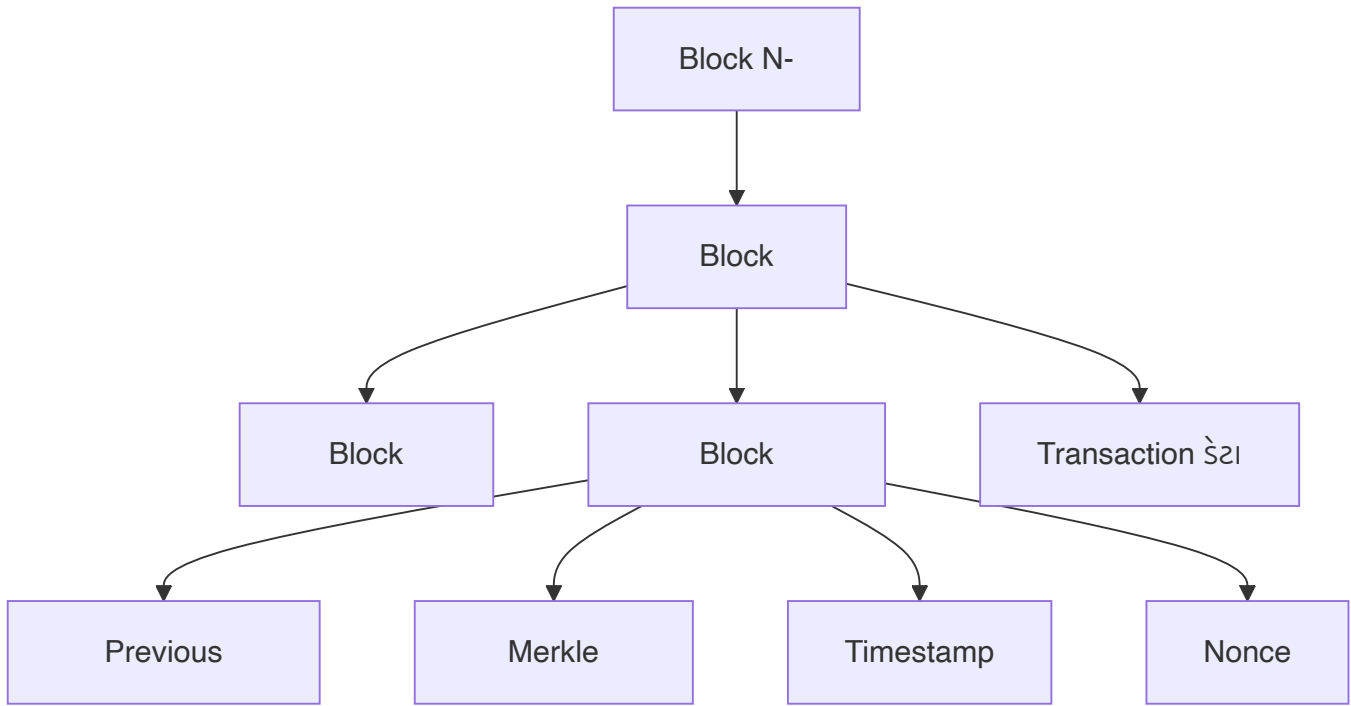 Block N-
Block
Block
Block
Transaction ડેટા
Previous
Merkle
Timestamp
Nonce